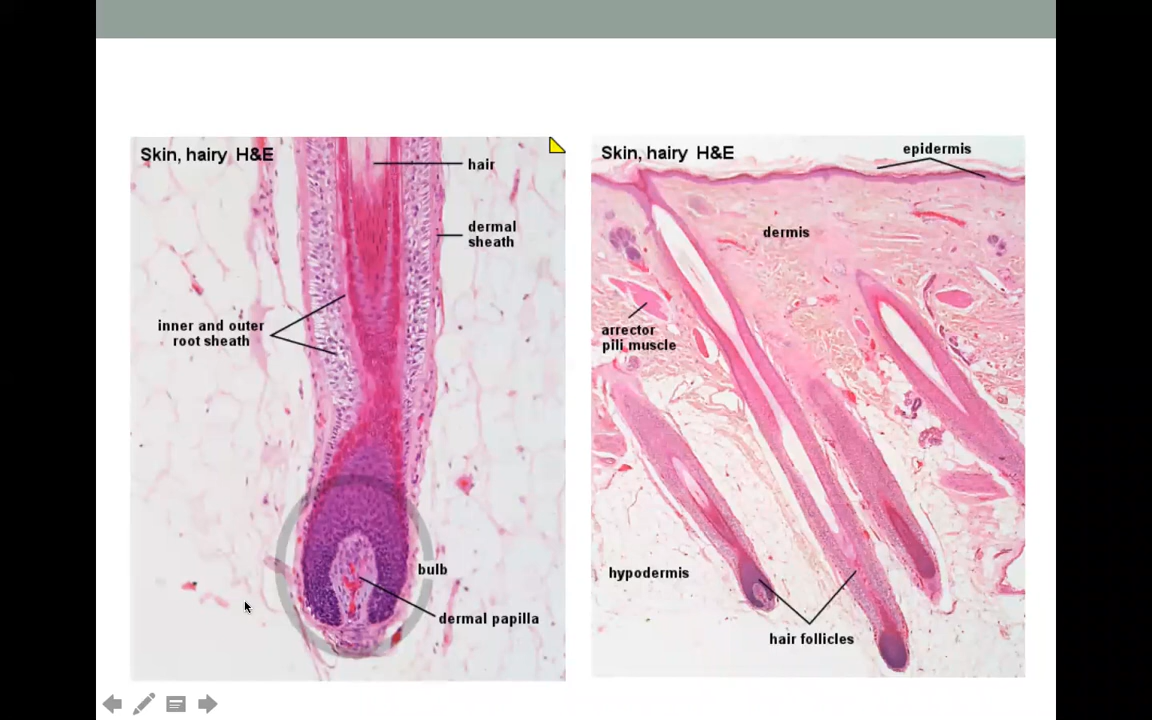 Skin, hairy H&E
hair
dermal
sheath
inner and outer
root sheath
bulb
dermal papilla
Skin, hairy H&E
epidermis
dermis
arrector
pili muscle
hypodermis
hair follicles